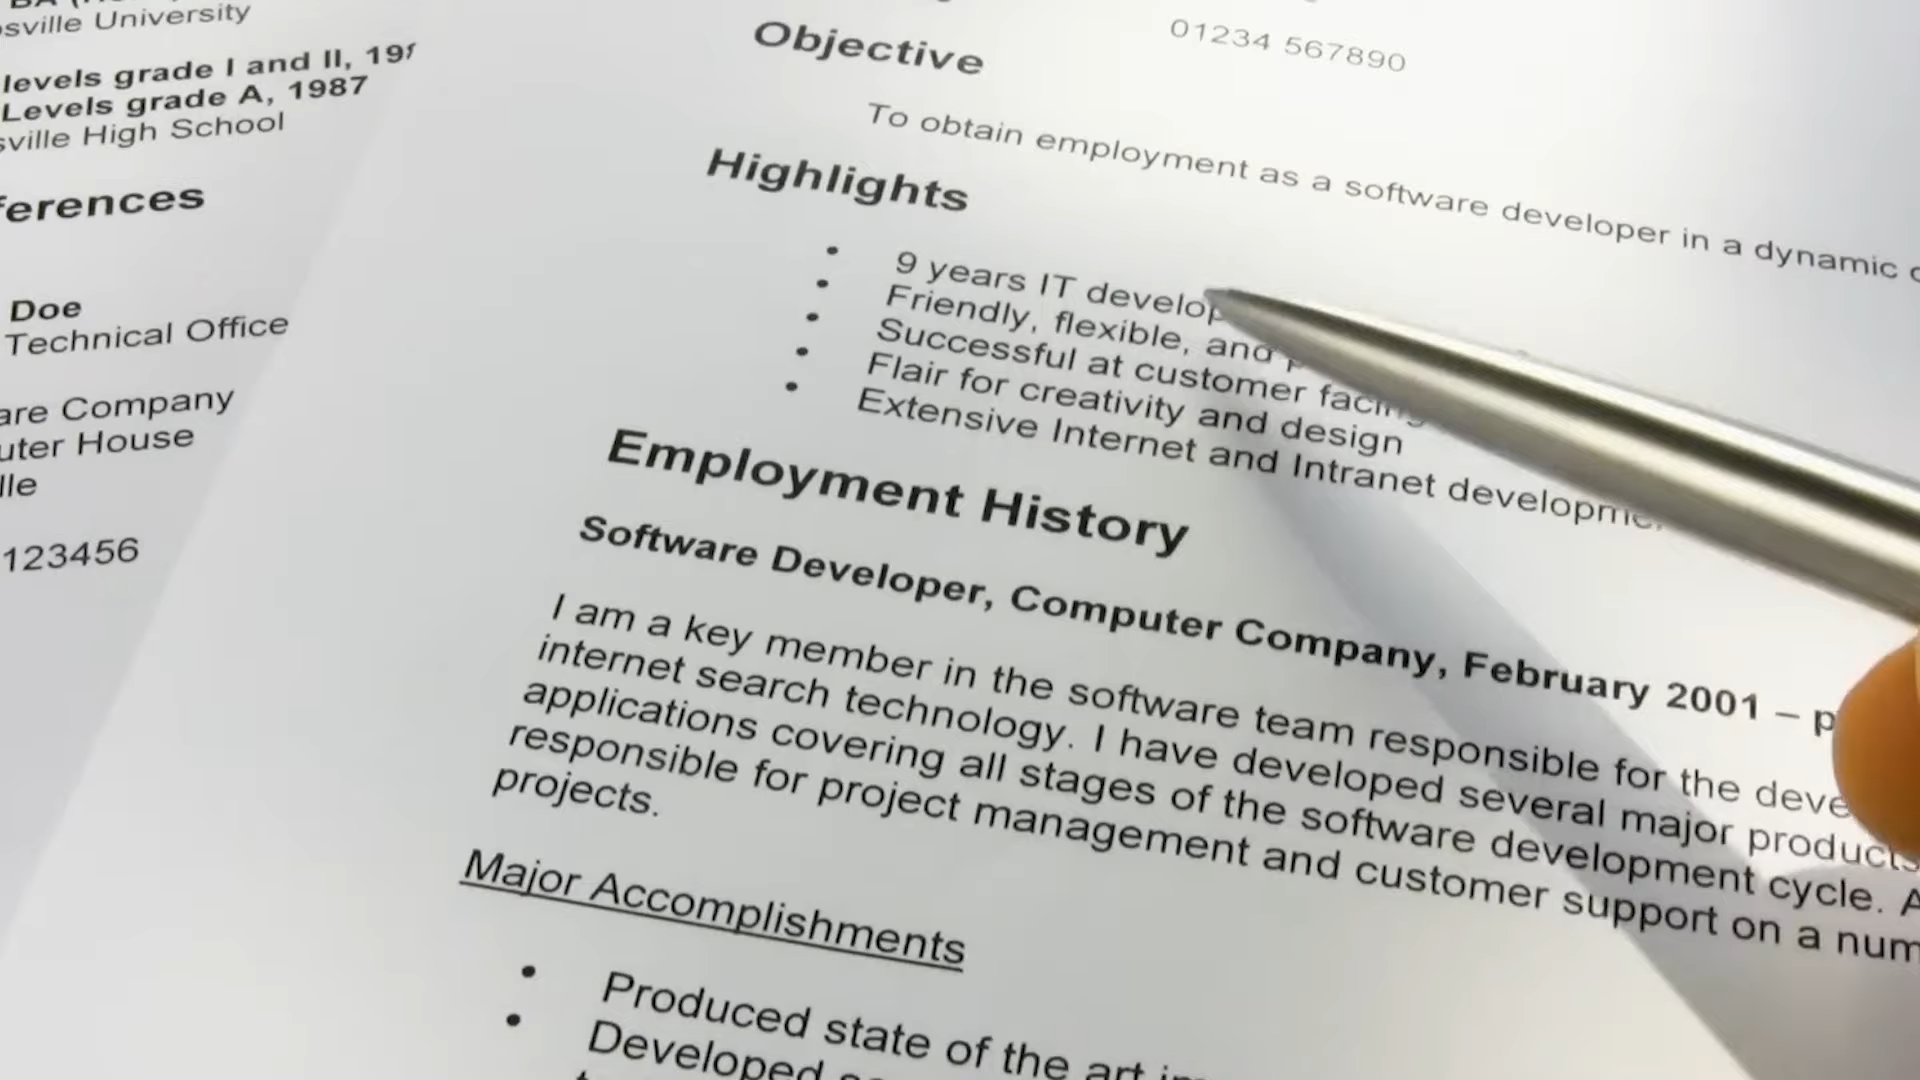 sville University
levels grade I and II,
Levels grade A, 1987
sville High School
ferences
Doe
Technical Office
are Company
uter House
lle
123456
01234 567890
Objective
To obtain employment as a software developer in a dynamic
Highlights
• 9 years IT develop
• Friendly, flexible, and
• Successful at customer facing
• Flair for creativity and design
• Extensive Internet and Intranet developme
Employment History
Software Developer, Computer Company, February 2001 – p
I am a key member in the software team responsible for the deve
internet search technology. I have developed several major products
applications covering all stages of the software development cycle. A
responsible for project management and customer support on a num
projects.
Major Accomplishments
• Produced state of the art
• Developed